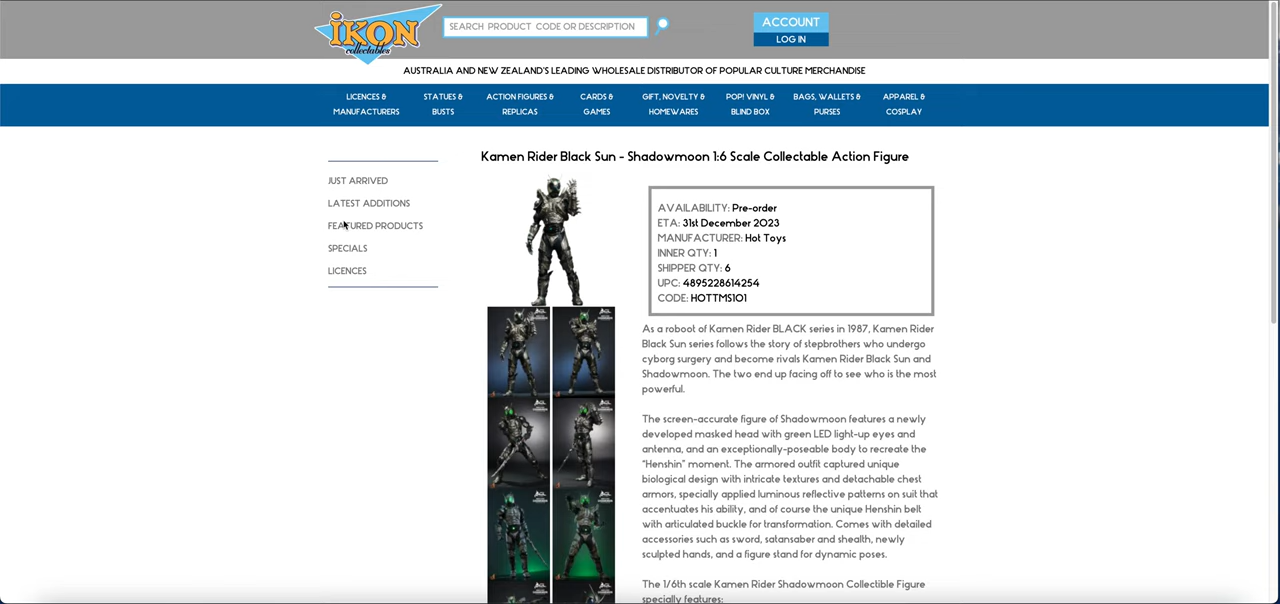 iKON
collectables
SEARCH PRODUCT CODE OR DESCRIPTION
ACCOUNT
LOG IN
AUSTRALIA AND NEW ZEALAND'S LEADING WHOLESALE DISTRIBUTOR OF POPULAR CULTURE MERCHANDISE
LICENCES & MANUFACTURERS
STATUES & BUSTS
ACTION FIGURES & REPLICAS
CARDS & GAMES
GIFT, NOVELTY & HOMEWARES
POP! VINYL & BLIND BOX
BAGS, WALLETS & PURSES
APPAREL & COSPLAY
JUST ARRIVED
LATEST ADDITIONS
FEATURED PRODUCTS
SPECIALS
LICENCES
Kamen Rider Black Sun - Shadowmoon 1:6 Scale Collectable Action Figure
AVAILABILITY: Pre-order
ETA: 31st December 2023
MANUFACTURER: Hot Toys
INNER QTY: 1
SHIPPER QTY: 6
UPC: 4895228614254
CODE: HOTTMS101
As a roboot of Kamen Rider BLACK series in 1987, Kamen Rider
Black Sun series follows the story of stepbrothers who undergo
cyborg surgery and become rivals Kamen Rider Black Sun and
Shadowmoon. The two end up facing off to see who is the most
powerful.
The screen-accurate figure of Shadowmoon features a newly
developed masked head with green LED light-up eyes and
antenna, and an exceptionally-poseable body to recreate the
"Henshin" moment. The armored outfit captured unique
biological design with intricate textures and detachable chest
armors, specially applied luminous reflective patterns on suit that
accentuates his ability, and of course the unique Henshin belt
with articulated buckle for transformation. Comes with detailed
accessories such as sword, satansaber and shealth, newly
sculpted hands, and a figure stand for dynamic poses.
The 1/6th scale Kamen Rider Shadowmoon Collectible Figure
specially features: